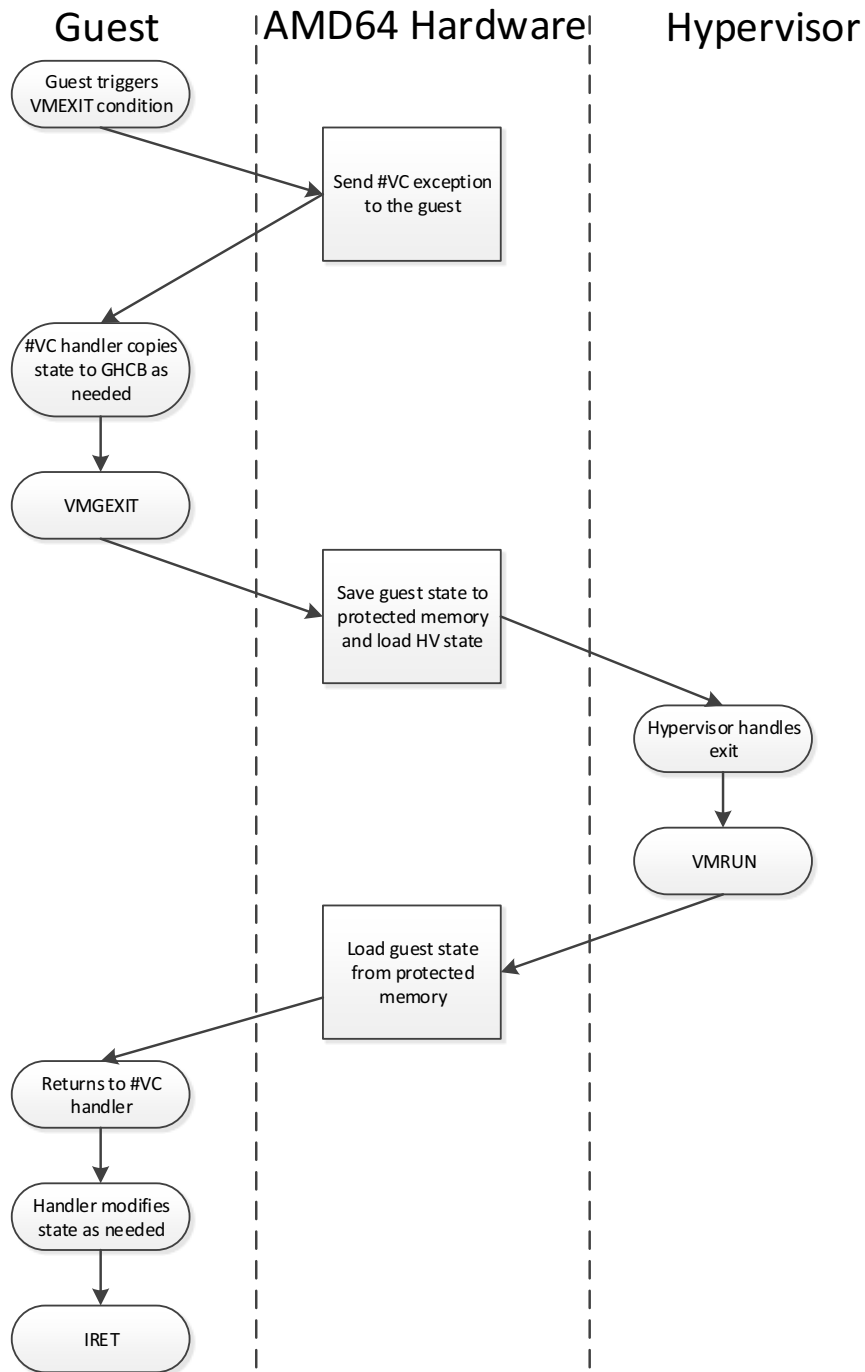 Guest
AMD64 Hardware
Hypervisor
Guest triggers
VMEXIT condition
Send #VC exception
to the guest
#VC handler copies
state to GHCB as
needed
VMGEXIT
Save guest state to
protected memory
and load HV state
Hypervisor handles
exit
VMRUN
Load guest state
from protected
memory
Returns to #VC
handler
Handler modifies
state as needed
IRET